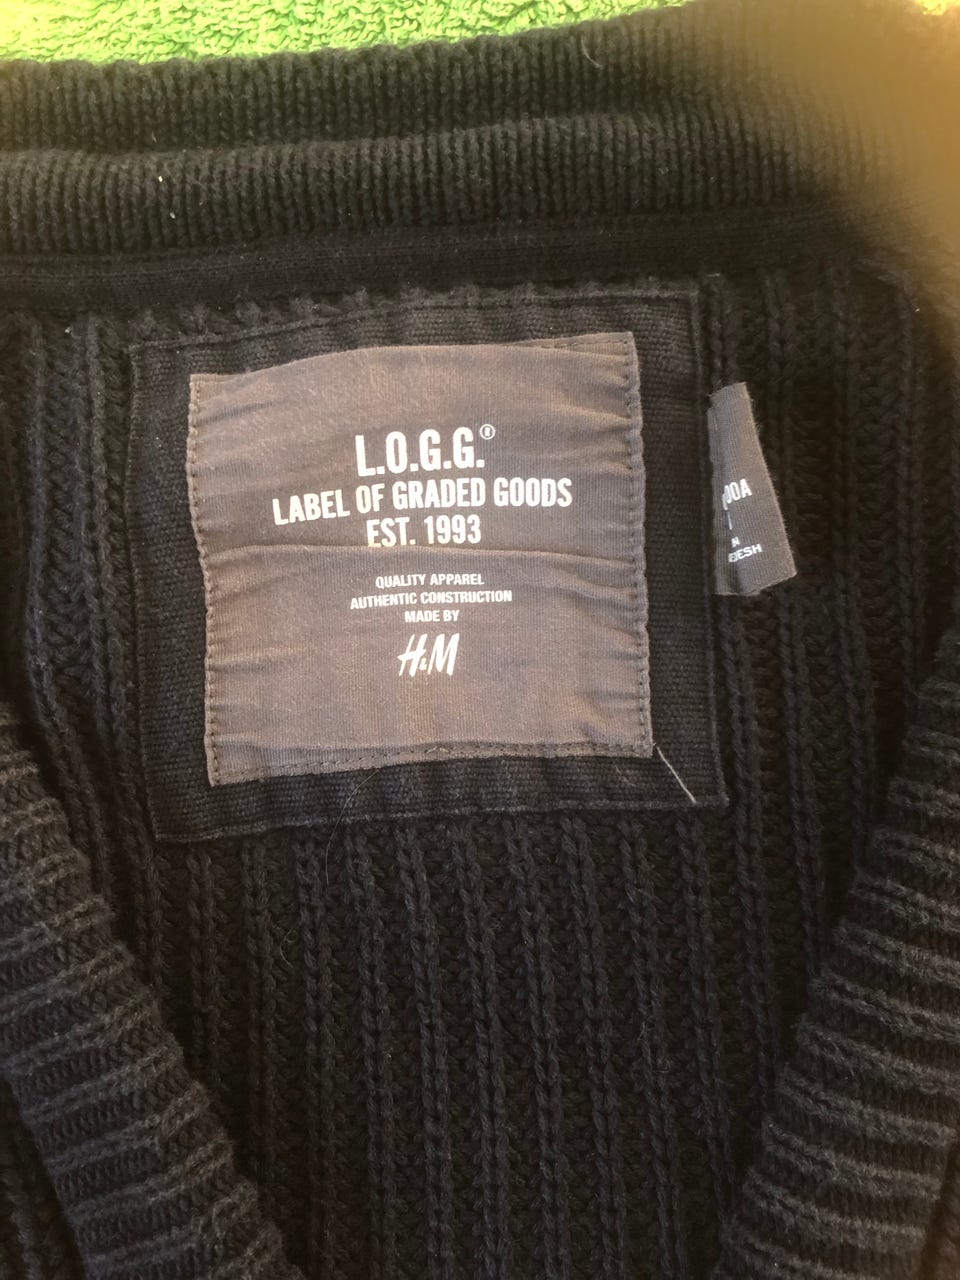 L.O.G.G.®
LABEL OF GRADED GOODS
EST. 1993
QUALITY APPAREL
AUTHENTIC CONSTRUCTION
MADE BY
H&M